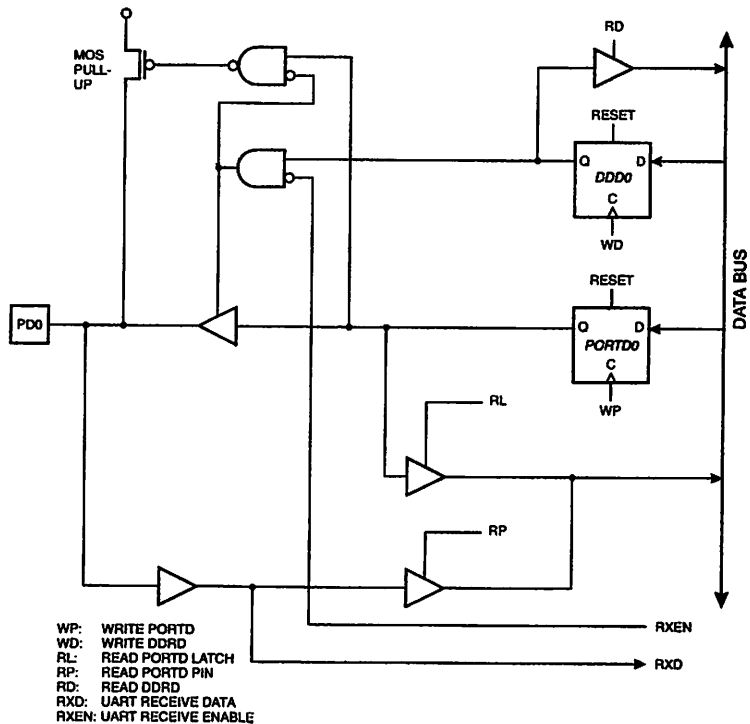 MOS
PULL-
UP
RD
RESET
Q
D
DDD0
C
WD
DATA BUS
PD0
RESET
Q
D
PORTD0
C
WP
RL
RP
RXEN
RXD
WP: WRITE PORTD
WD: WRITE DDRD
RL: READ PORTD LATCH
RP: READ PORTD PIN
RD: READ DDRD
RXD: UART RECEIVE DATA
RXEN: UART RECEIVE ENABLE